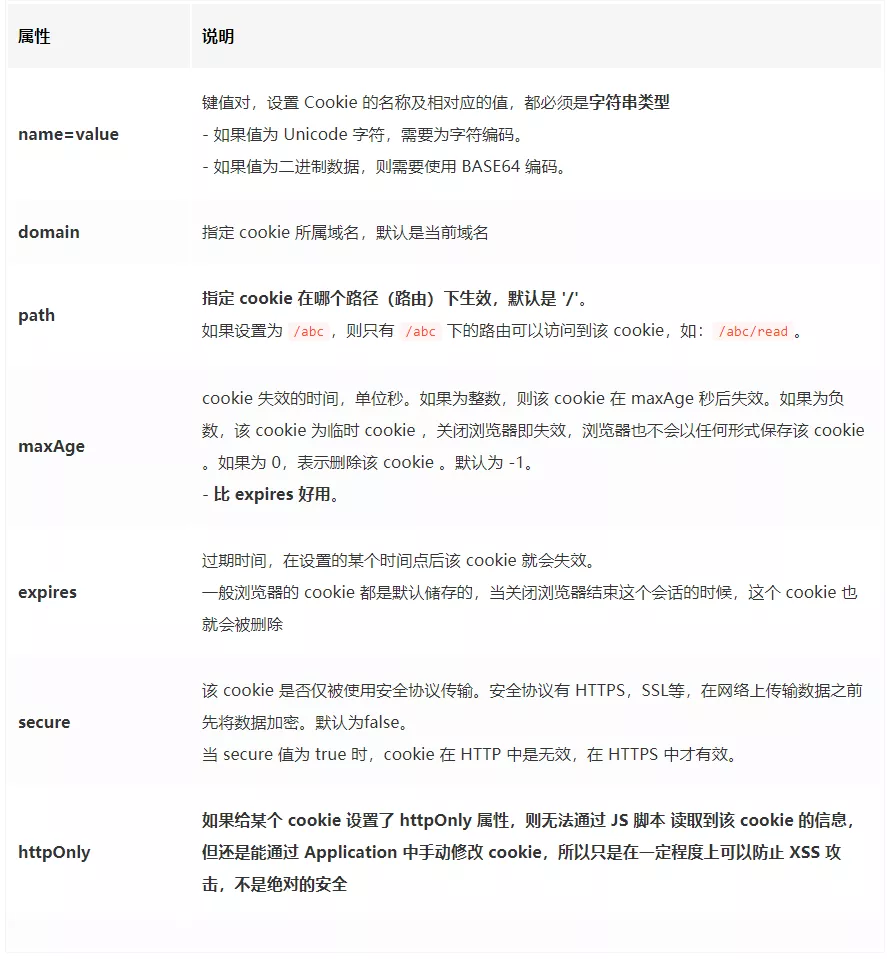 属性 说明
name=value
键值对，设置 Cookie 的名称及相对应的值，都必须是字符串类型
- 如果值为 Unicode 字符，需要为字符编码。
- 如果值为二进制数据，则需要使用 BASE64 编码。
domain
指定 cookie 所属域名，默认是当前域名
path
指定 cookie 在哪个路径（路由）下生效，默认是 '/'。
如果设置为 /abc ，则只有 /abc 下的路由可以访问到该 cookie，如： /abc/read 。
maxAge
cookie 失效的时间，单位秒。如果为整数，则该 cookie 在 maxAge 秒后失效。如果为负
数，该 cookie 为临时 cookie ，关闭浏览器即失效，浏览器也不会以任何形式保存该 cookie
。如果为 0，表示删除该 cookie 。默认为 -1。
- 比 expires 好用。
expires
过期时间，在设置的某个时间点后该 cookie 就会失效。
一般浏览器的 cookie 都是默认储存的，当关闭浏览器结束这个会话的时候，这个 cookie 也
就会被删除
secure
该 cookie 是否仅被使用安全协议传输。安全协议有 HTTPS，SSL等，在网络上传输数据之前
先将数据加密。默认为false。
当 secure 值为 true 时，cookie 在 HTTP 中是无效，在 HTTPS 中才有效。
httpOnly
如果给某个 cookie 设置了 httpOnly 属性，则无法通过 JS 脚本 读取到该 cookie 的信息，
但还是能通过 Application 中手动修改 cookie，所以只是在一定程度上可以防止 XSS 攻
击，不是绝对的安全